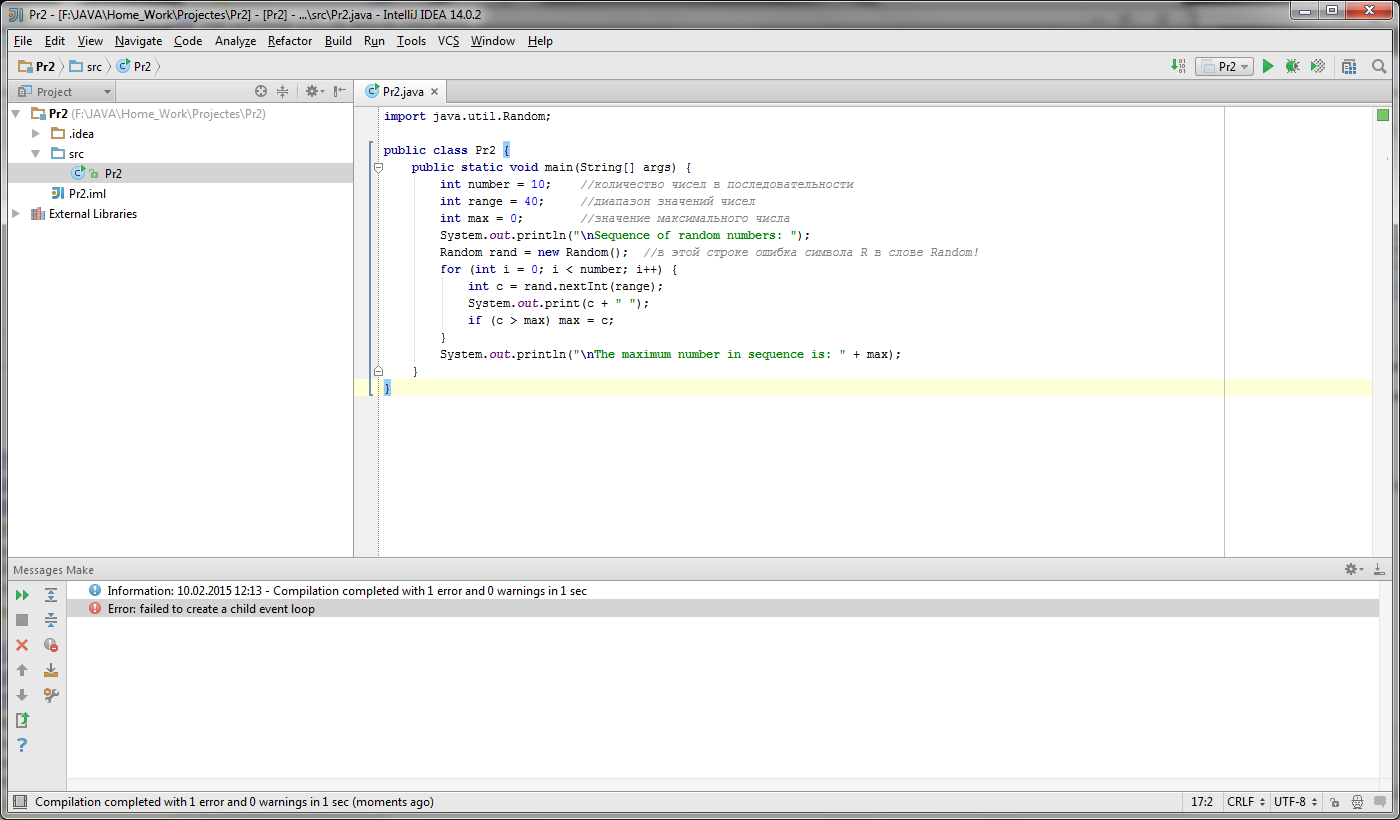 Pr2 - [F:\JAVA\Home_Work\Projectes\Pr2] - [Pr2] - ...\src\Pr2.java - IntelliJ IDEA 14.0.2
File Edit View Navigate Code Analyze Refactor Build Run Tools VCS Window Help
Pr2 src Pr2 Pr2
Project
Pr2 (F:\JAVA\Home_Work\Projectes\Pr2)
.idea
src
Pr2
Pr2.iml
External Libraries
Pr2.java
import java.util.Random;
public class Pr2 {
public static void main(String[] args) {
int number = 10; //количество чисел в последовательности
int range = 40; //диапазон значений чисел
int max = 0; //значение максимального числа
System.out.println("\nSequence of random numbers: ");
Random rand = new Random(); //в этой строке ошибка символа R в слове Random!
for (int i = 0; i < number; i++) {
int c = rand.nextInt(range);
System.out.print(c + " ");
if (c > max) max = c;
}
System.out.println("\nThe maximum number in sequence is: " + max);
}
}
Messages Make
Information: 10.02.2015 12:13 - Compilation completed with 1 error and 0 warnings in 1 sec
Error: failed to create a child event loop
Compilation completed with 1 error and 0 warnings in 1 sec (moments ago) 17:2 CRLF UTF-8